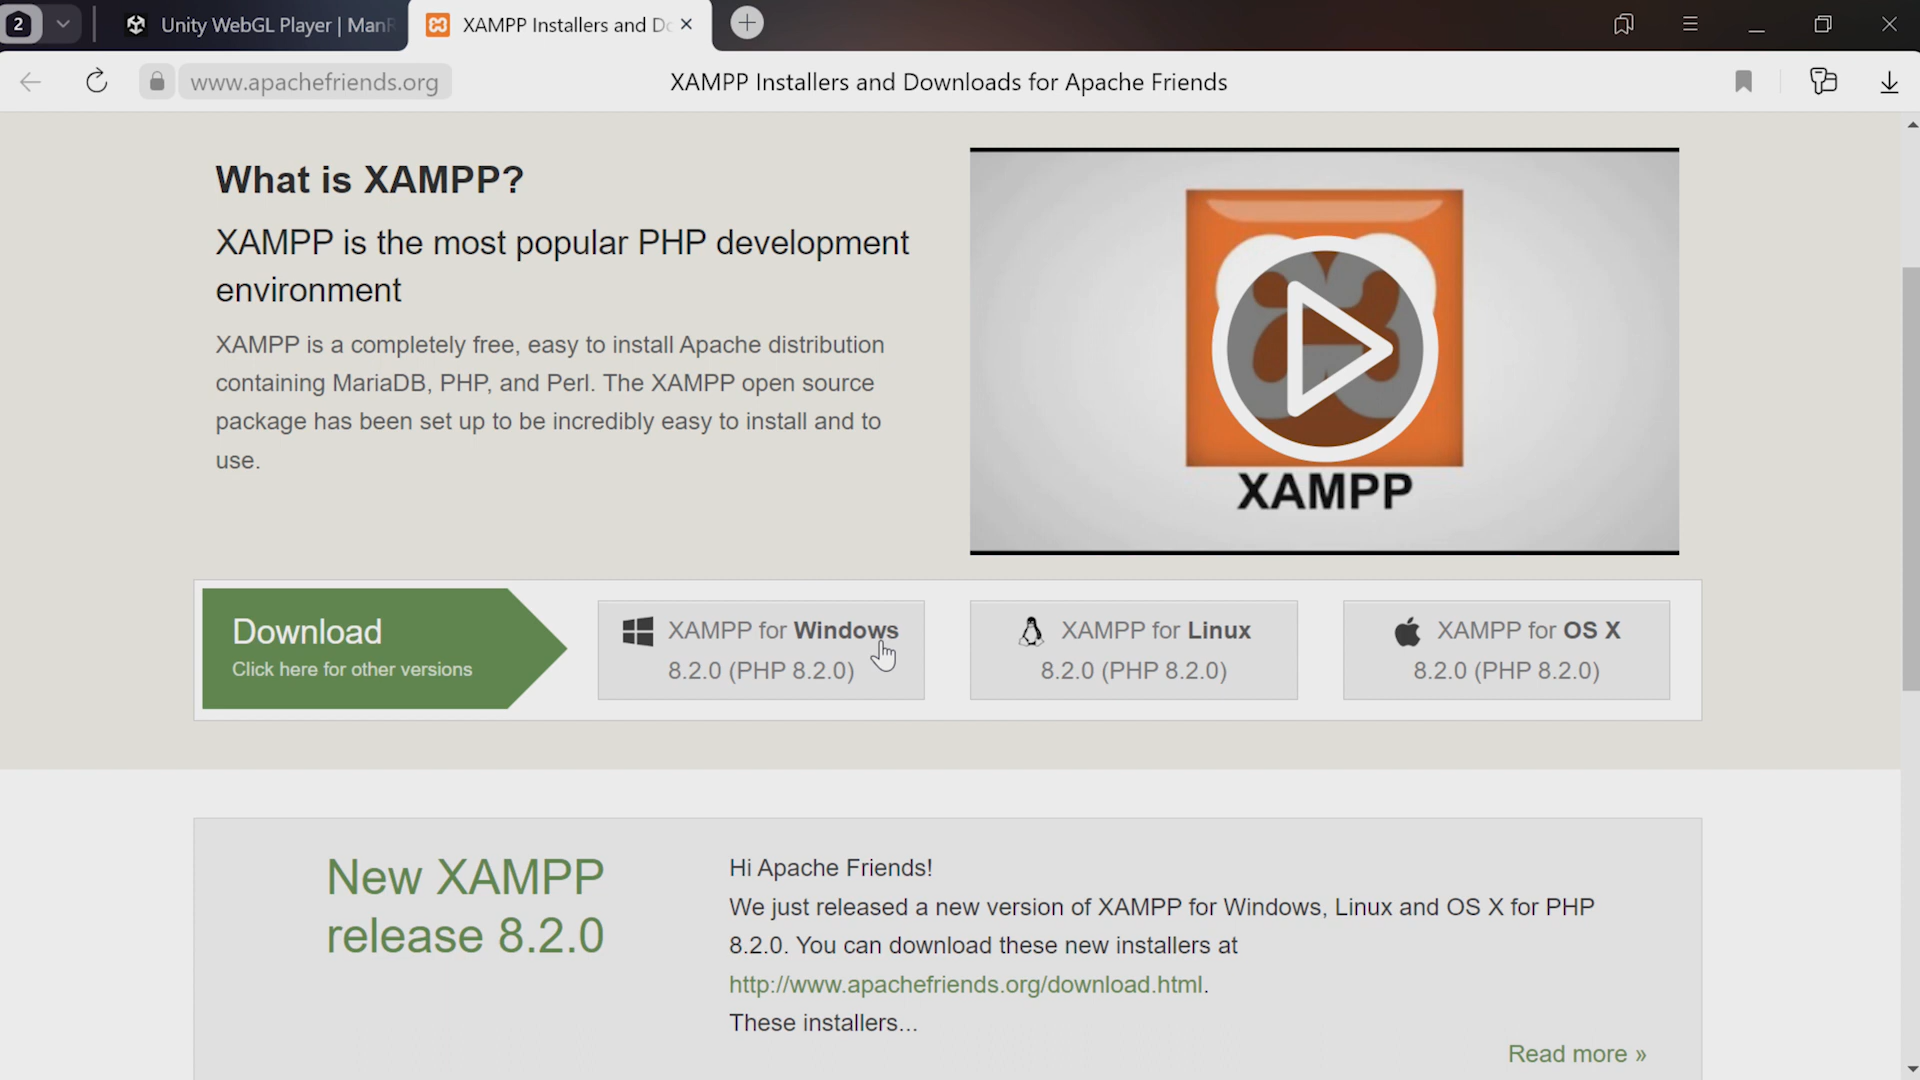 2
Unity WebGL Player | Man
XAMPP Installers and Do
www.apachefriends.org
XAMPP Installers and Downloads for Apache Friends
What is XAMPP?
XAMPP is the most popular PHP development
environment
XAMPP is a completely free, easy to install Apache distribution
containing MariaDB, PHP, and Perl. The XAMPP open source
package has been set up to be incredibly easy to install and to
use.
XAMPP
Download
Click here for other versions
XAMPP for Windows
8.2.0 (PHP 8.2.0)
XAMPP for Linux
8.2.0 (PHP 8.2.0)
XAMPP for OS X
8.2.0 (PHP 8.2.0)
New XAMPP
release 8.2.0
Hi Apache Friends!
We just released a new version of XAMPP for Windows, Linux and OS X for PHP
8.2.0. You can download these new installers at
http://www.apachefriends.org/download.html.
These installers...
Read more »